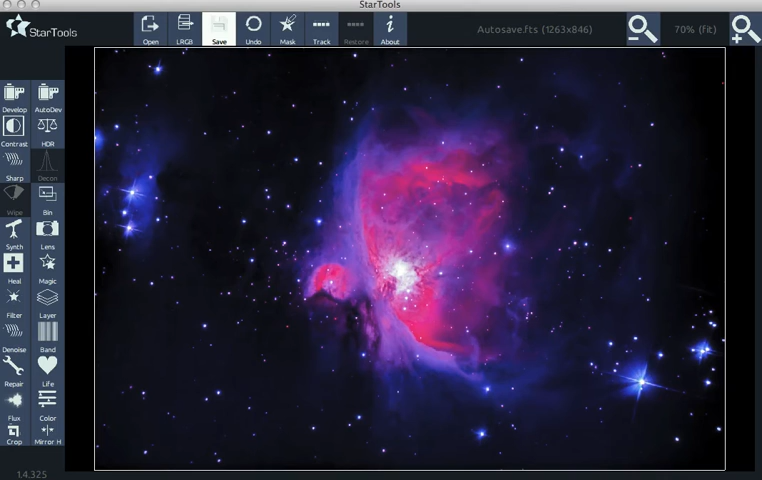 StarTools
StarTools
Open
LRGB
Save
Undo
Mask
Track
Restore
About
Autosave.fts (1263x846)
70% (fit)
Develop
AutoDev
Contrast
HDR
Sharp
Decon
Wipe
Bin
Synth
Lens
Heal
Magic
Filter
Layer
Denoise
Band
Repair
Life
Flux
Color
Crop
Mirror H
1.4.325